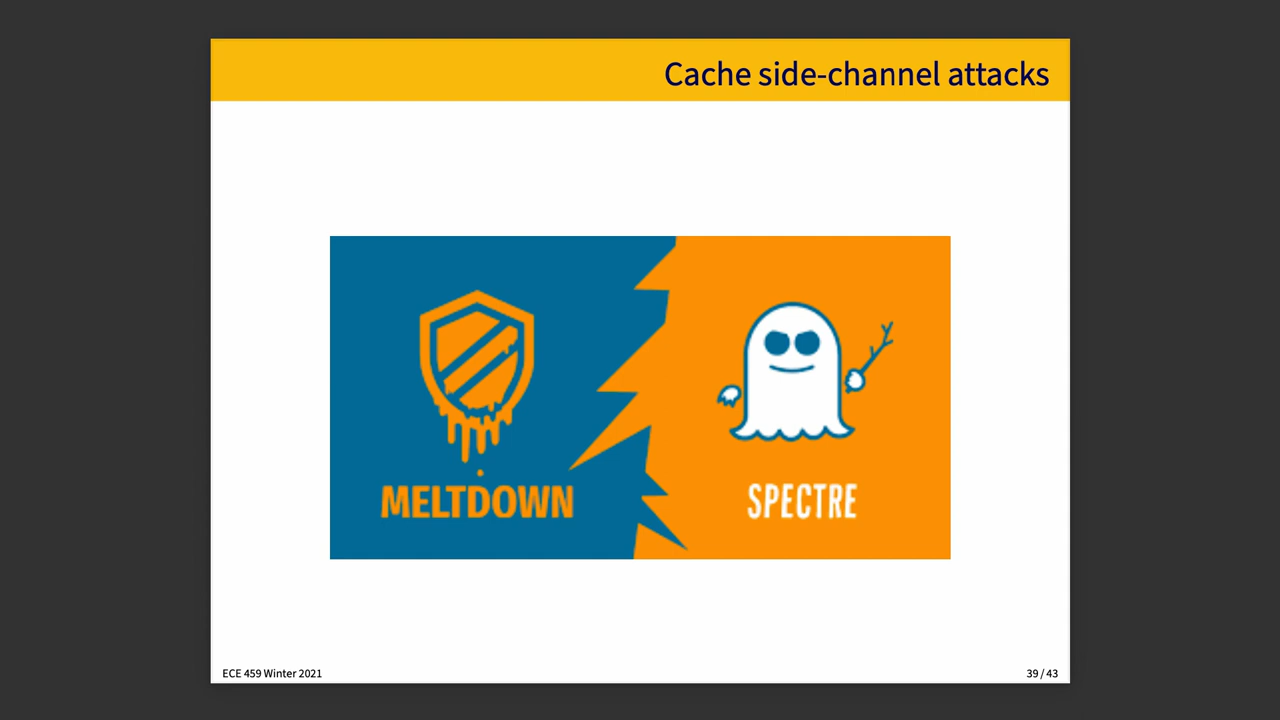 Cache side-channel attacks
MELTDOWN
SPECTRE
ECE 459 Winter 2021
39 / 43